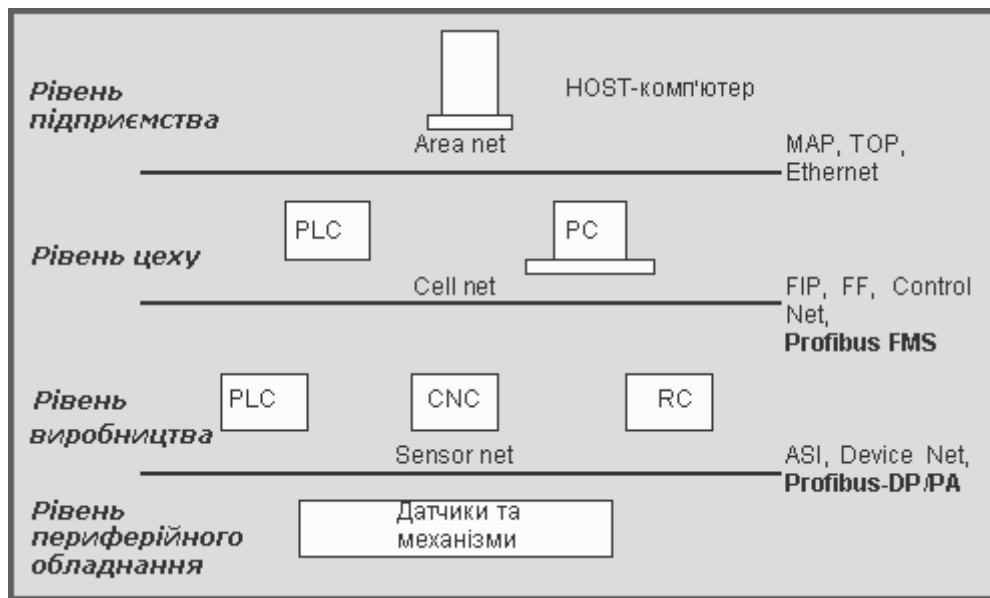 Рівень
підприємства
HOST-комп'ютер
Area net
MAP, TOP,
Ethernet
PLC
PC
Рівень цеху
Cell net
FIP, FF, Control
Net,
Profibus FMS
Рівень
виробництва
PLC
CNC
RC
Sensor net
ASI, Device Net,
Profibus-DP/PA
Рівень
периферійного
обладнання
Датчики та
механізми